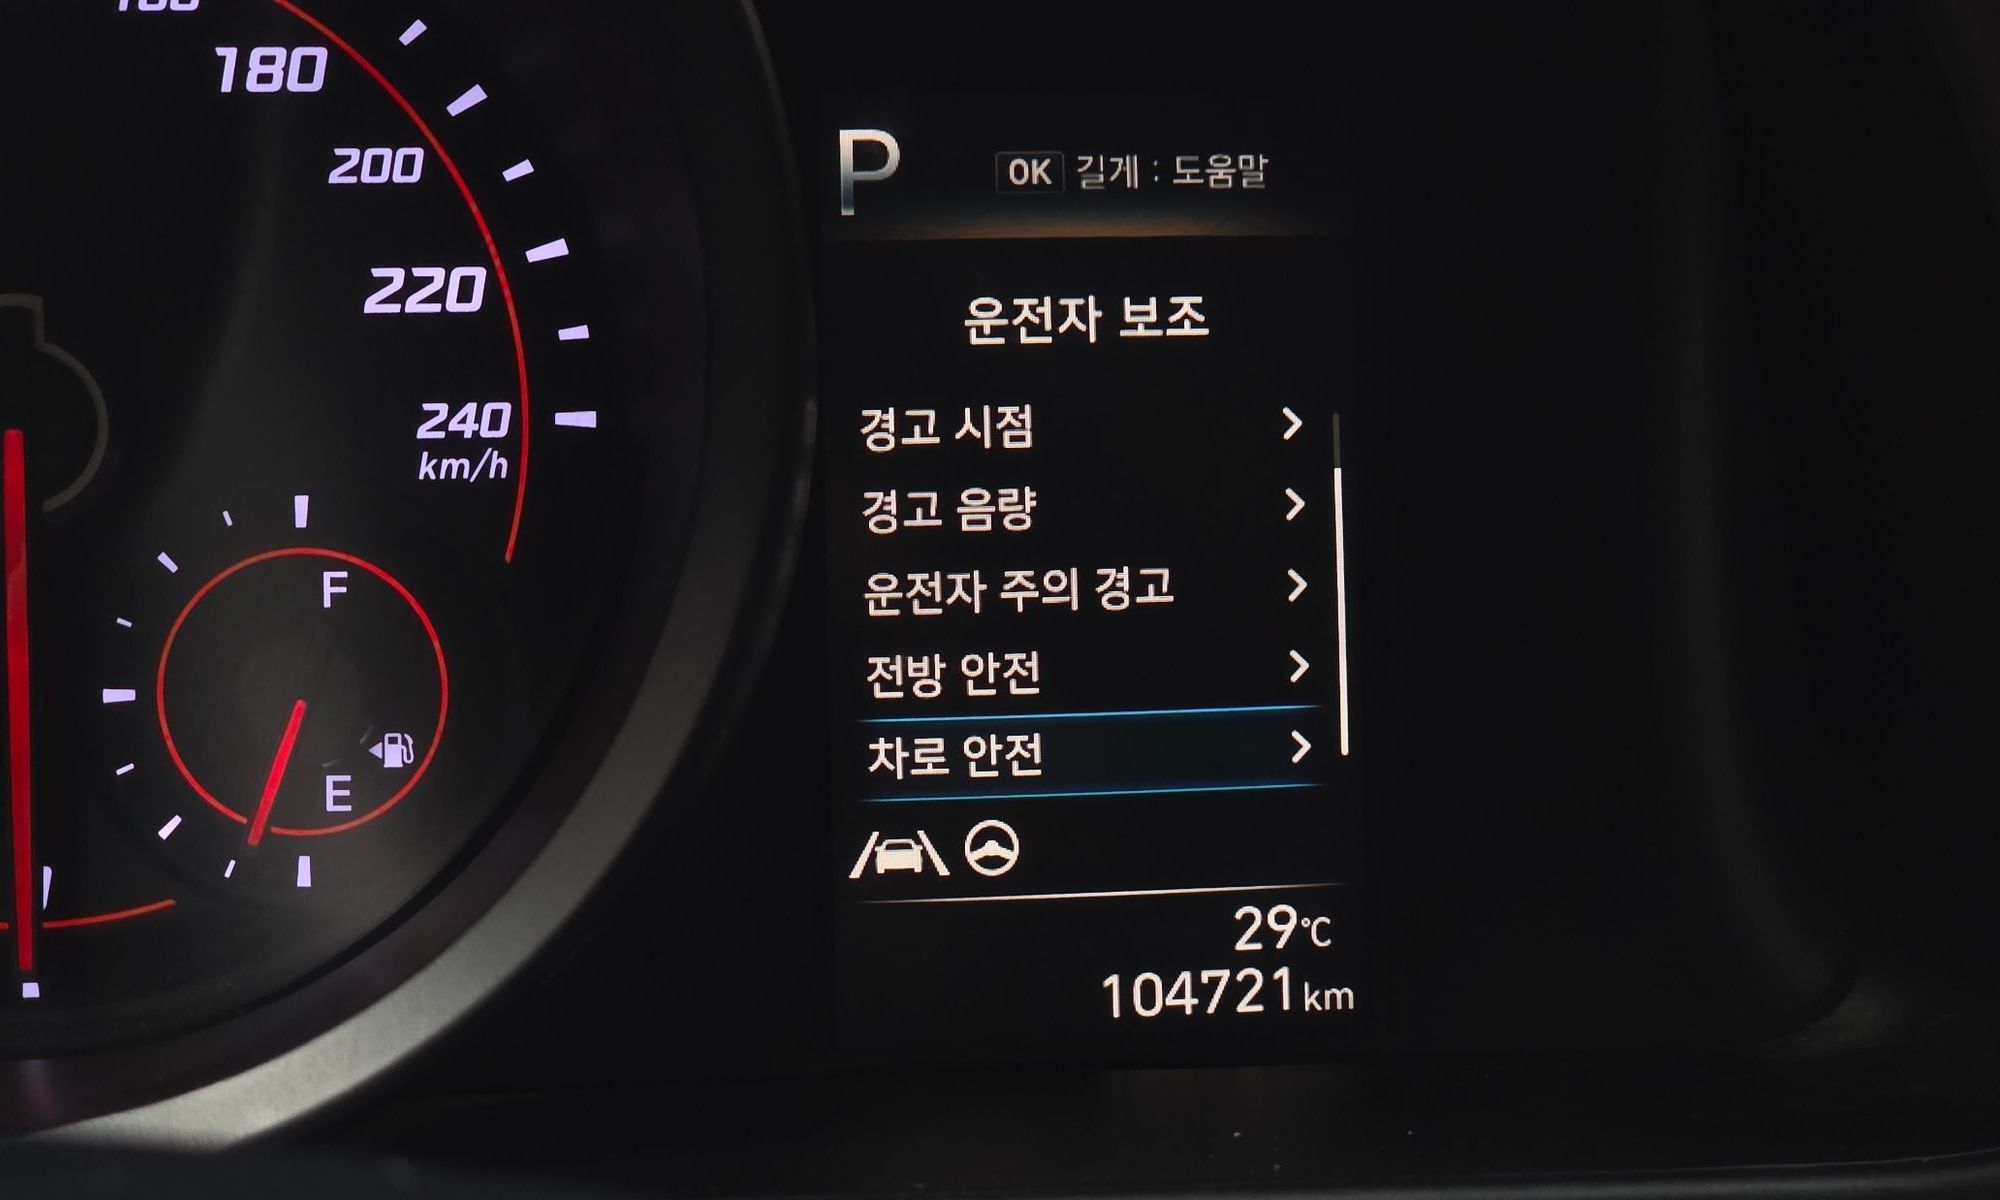 180
200
220
240
km/h
F
E
P
OK 길게 : 도움말
운전자 보조
경고 시점
경고 음량
운전자 주의 경고
전방 안전
차로 안전
29℃
104721km